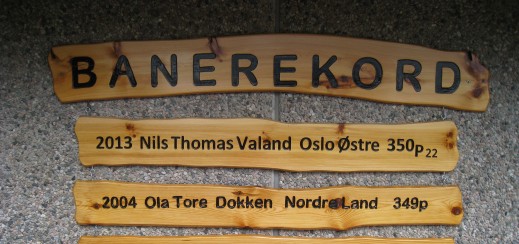 BANEREKORD
2013 Nils Thomas Valand Oslo Østre 350p22
2004 Ola Tore Dokken Nordre Land 349p